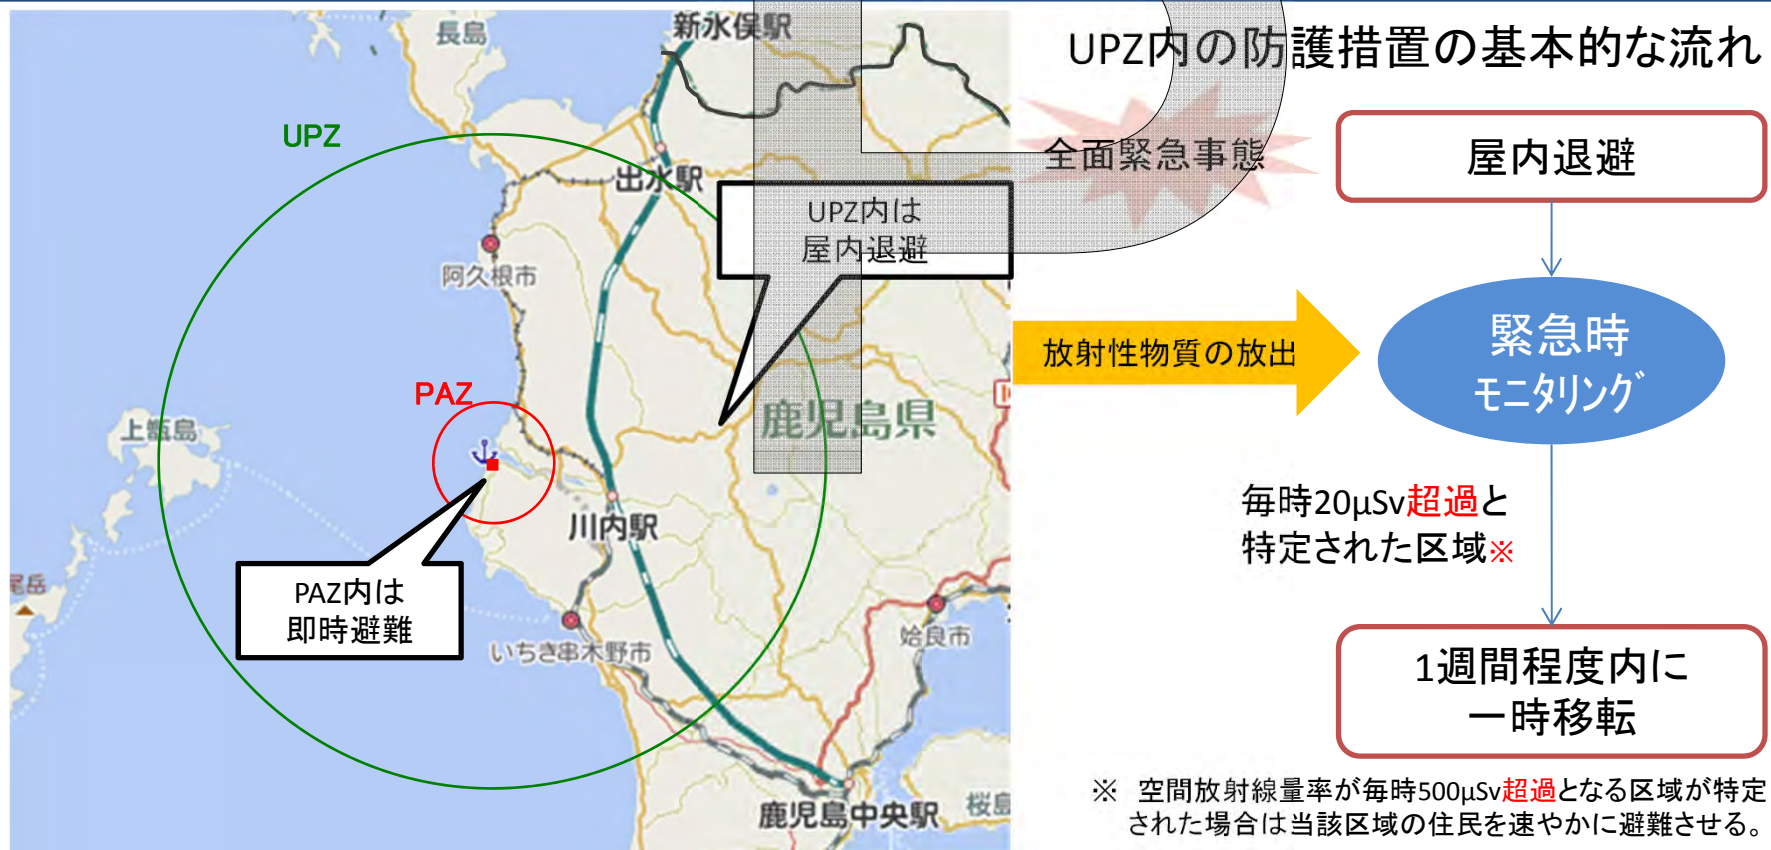 長島
新水俣駅
UPZ
出水駅
UPZ内は
屋内退避
阿久根市
PAZ
上甑島
鹿児島県
川内駅
PAZ内は
即時避難
尾岳
いちき串木野市
姶良市
鹿児島中央駅
桜島
UPZ内の防護措置の基本的な流れ
全面緊急事態
屋内退避
放射性物質の放出
緊急時
モニタリング
毎時20μSv超過と
特定された区域※
1週間程度内に
一時移転
※ 空間放射線量率が毎時500μSv超過となる区域が特定
された場合は当該区域の住民を速やかに避難させる。